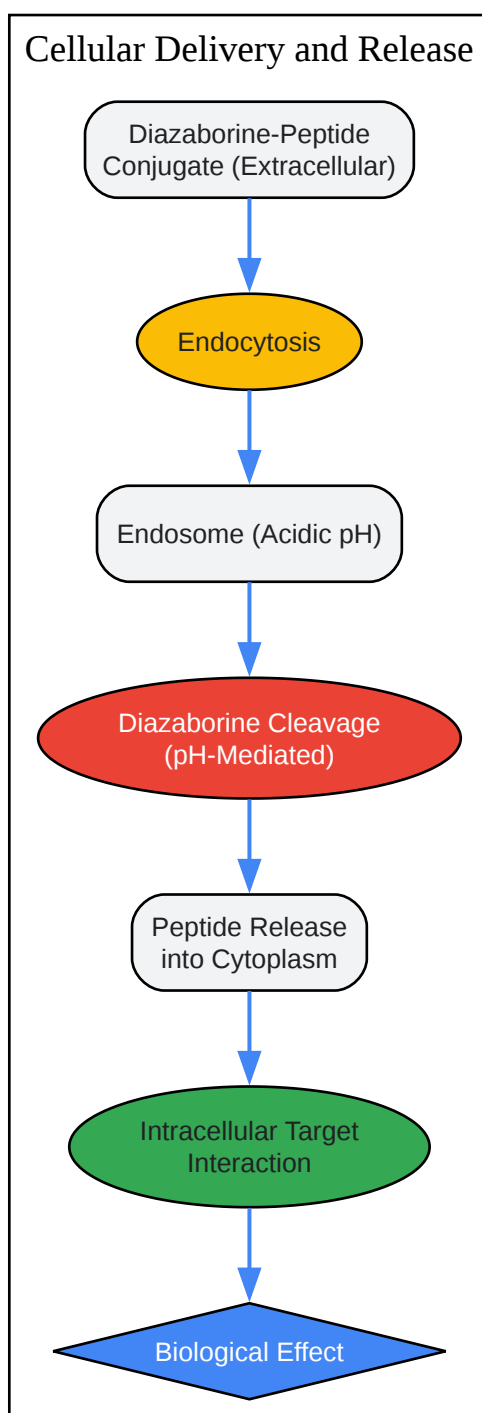 Cellular Delivery and Release
Diazaborine-Peptide
Conjugate (Extracellular)
Endocytosis
Endosome (Acidic pH)
Diazaborine Cleavage
(pH-Mediated)
Peptide Release
into Cytoplasm
Intracellular Target
Interaction
Biological Effect